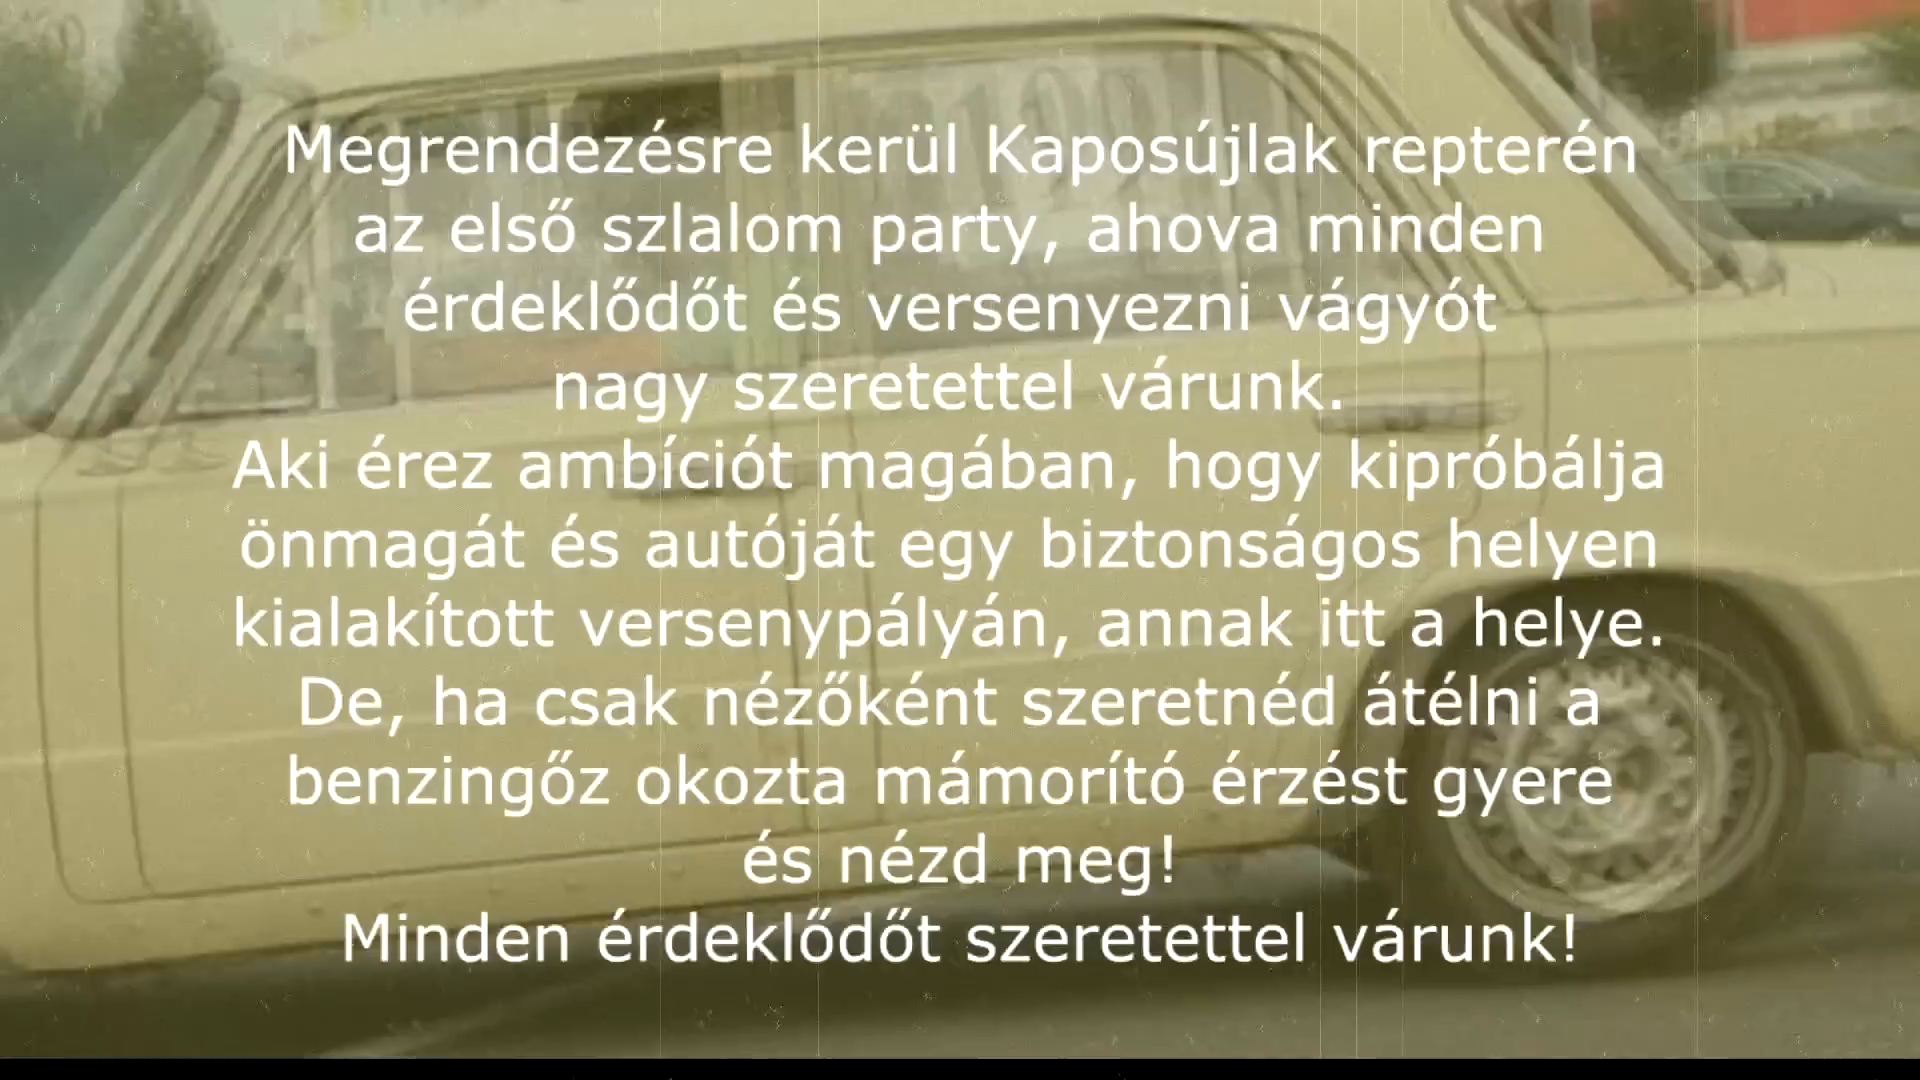 Megrendezésre kerül Kaposújlak repterén
az első szlalom party, ahova minden
érdeklődőt és versenyezni vágyót
nagy szeretettel várunk.
Aki érez ambíciót magában, hogy kipróbálja
önmagát és autóját egy biztonságos helyen
kialakított versenypályán, annak itt a helye.
De, ha csak nézőként szeretnéd átélni a
benzingőz okozta mámorító érzést gyere
és nézd meg!
Minden érdeklődőt szeretettel várunk!